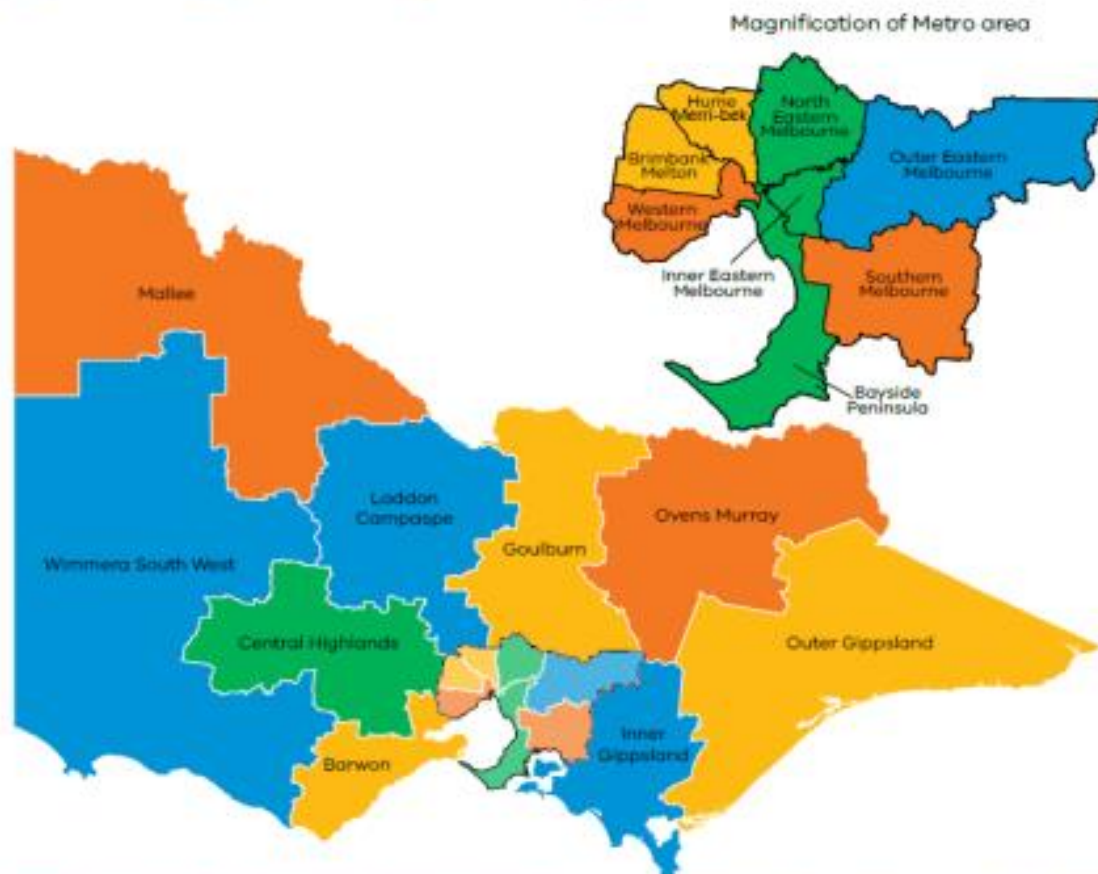 Magnification of Metro area
Hume
Merri-bek
North
Eastern
Melbourne
Brimbank
Melton
Outer Eastern
Melbourne
Western
Melbourne
Inner Eastern
Melbourne
Southern
Melbourne
Bayside
Peninsula
Mallee
Loddon
Campaspe
Ovens Murray
Goulburn
Wimmera South West
Central Highlands
Outer Gippsland
Inner
Gippsland
Barwon